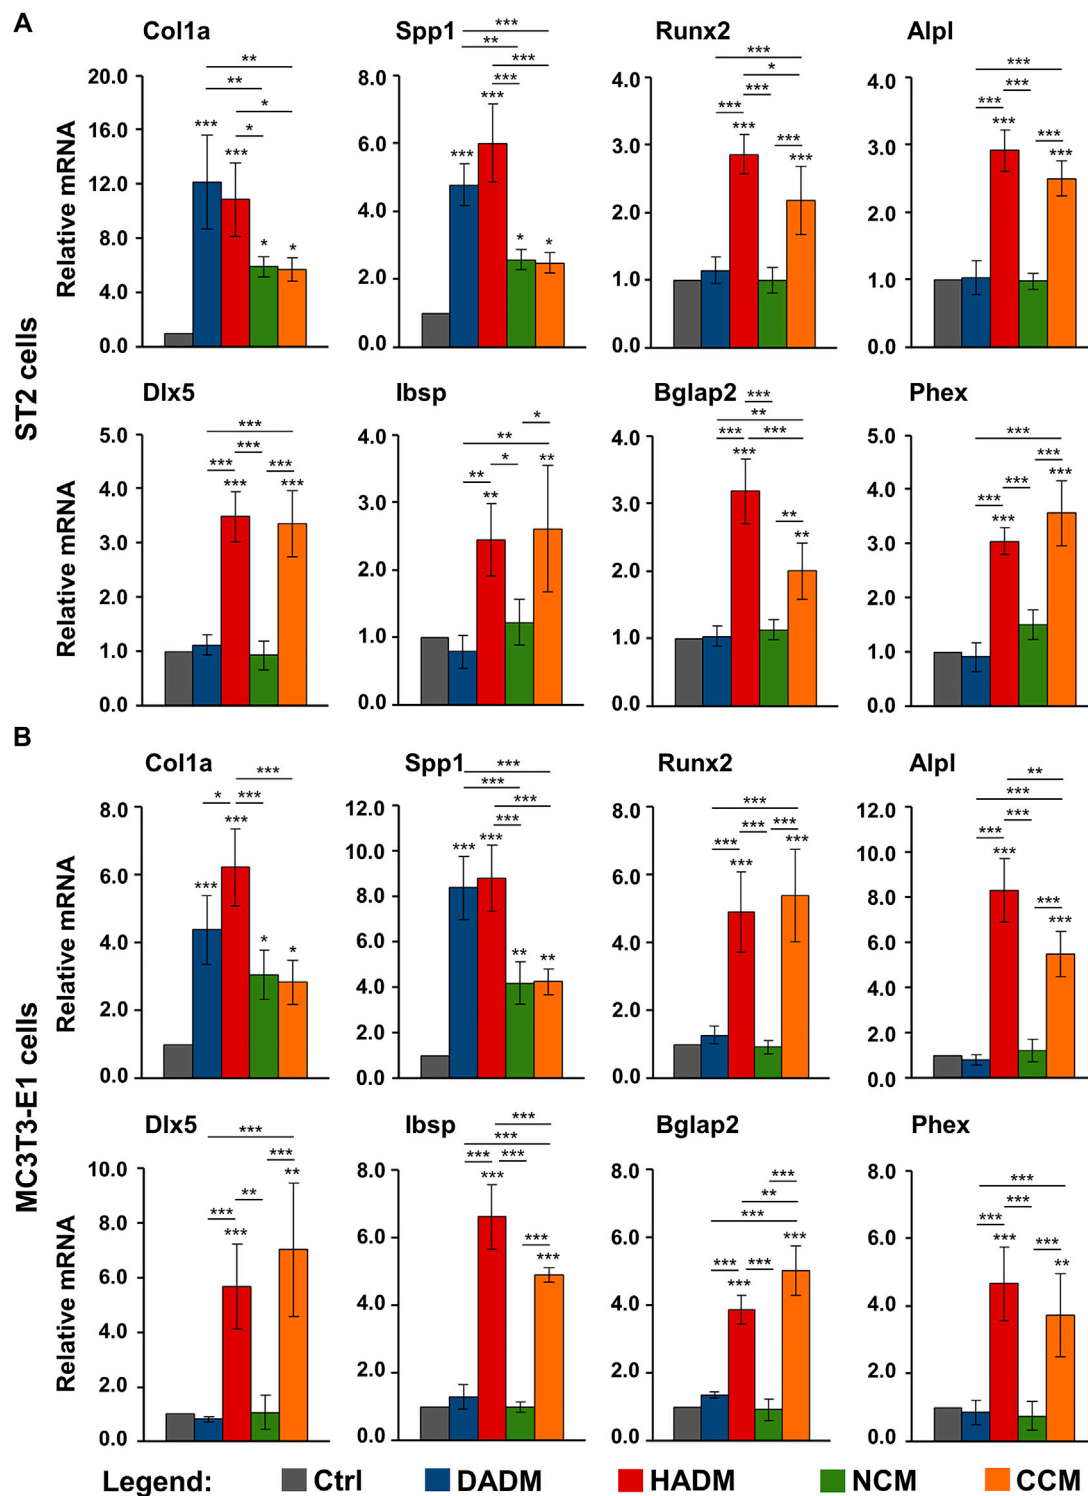 A
Col1a Spp1 Runx2 Alpl
Relative mRNA
20.0 16.0 12.0 8.0 4.0 0.0
** ** * * *** *** * *
8.0 6.0 4.0 2.0 0.0
*** ** *** *** *** *** * *
4.0 3.0 2.0 1.0 0.0
*** * *** *** *** *** ***
4.0 3.0 2.0 1.0 0.0
*** *** *** *** *** ***
ST2 cells
Dlx5 Ibsp Bglap2 Phex
Relative mRNA
5.0 4.0 3.0 2.0 1.0 0.0
*** *** *** *** *** ***
4.0 3.0 2.0 1.0 0.0
* ** * ** ** **
4.0 3.0 2.0 1.0 0.0
*** ** *** *** *** ** **
5.0 4.0 3.0 2.0 1.0 0.0
*** *** *** *** *** ***
B
Col1a Spp1 Runx2 Alpl
Relative mRNA
8.0 6.0 4.0 2.0 0.0
*** * *** *** *** * *
12.0 10.0 8.0 6.0 4.0 2.0 0.0
*** *** *** *** *** *** ** **
8.0 6.0 4.0 2.0 0.0
*** *** *** *** *** ***
12.0 10.0 8.0 6.0 4.0 2.0 0.0
** *** *** *** *** *** ***
MC3T3-E1 cells
Dlx5 Ibsp Bglap2 Phex
Relative mRNA
10.0 8.0 6.0 4.0 2.0 0.0
*** *** ** ** *** ***
8.0 6.0 4.0 2.0 0.0
*** *** *** *** *** *** ***
8.0 6.0 4.0 2.0 0.0
*** ** *** *** *** *** ***
8.0 6.0 4.0 2.0 0.0
*** *** *** *** *** **
Legend: Ctrl DADM HADM NCM CCM